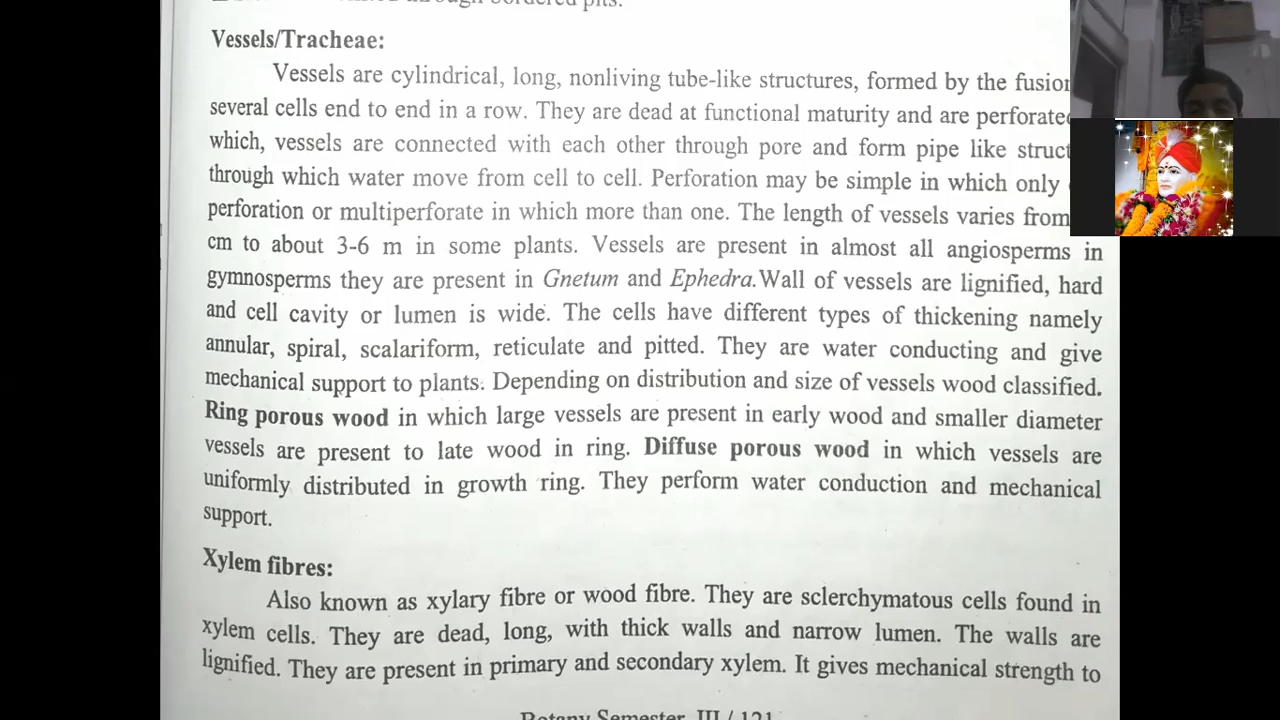 through bordered pits.
Vessels/Tracheae:
Vessels are cylindrical, long, nonliving tube-like structures, formed by the fusion
several cells end to end in a row. They are dead at functional maturity and are perforated
which, vessels are connected with each other through pore and form pipe like struct
through which water move from cell to cell. Perforation may be simple in which only
perforation or multiperforate in which more than one. The length of vessels varies from
cm to about 3-6 m in some plants. Vessels are present in almost all angiosperms in
gymnosperms they are present in Gnetum and Ephedra.Wall of vessels are lignified, hard
and cell cavity or lumen is wide. The cells have different types of thickening namely
annular, spiral, scalariform, reticulate and pitted. They are water conducting and give
mechanical support to plants. Depending on distribution and size of vessels wood classified.
Ring porous wood in which large vessels are present in early wood and smaller diameter
vessels are present to late wood in ring. Diffuse porous wood in which vessels are
uniformly distributed in growth ring. They perform water conduction and mechanical
support.
Xylem fibres:
Also known as xylary fibre or wood fibre. They are sclerchymatous cells found in
xylem cells. They are dead, long, with thick walls and narrow lumen. The walls are
lignified. They are present in primary and secondary xylem. It gives mechanical strength to
Botany Semester III / 121